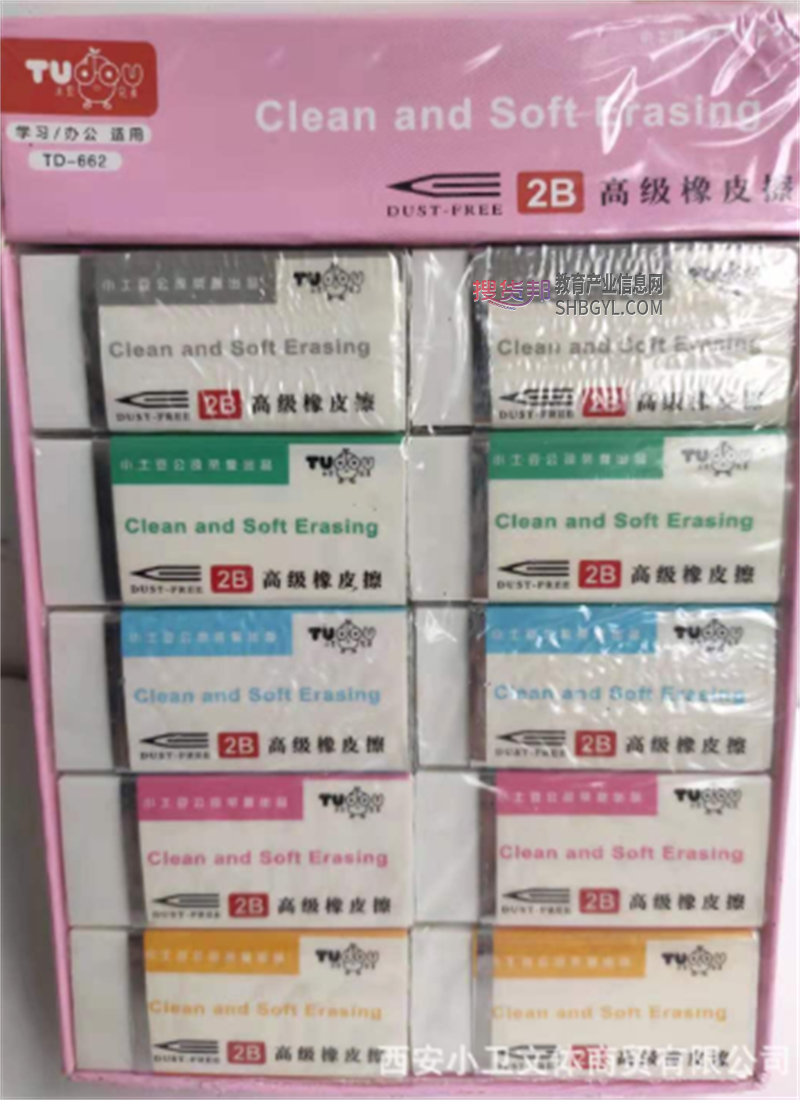 TUDOU
学习/办公 适用
TD-662
Clean and Soft Erasing
DUST-FREE 2B 高级橡皮擦
TUDOU
Clean and Soft Erasing
DUST-FREE 2B 高级橡皮擦
搜货邦 教育产业信息网
SHBGYL.COM
Clean and Soft Erasing
2B 高级橡皮擦
TUDOU
Clean and Soft Erasing
DUST-FREE 2B 高级橡皮擦
TUDOU
Clean and Soft Erasing
DUST-FREE 2B 高级橡皮擦
TUDOU
Clean and Soft Erasing
DUST-FREE 2B 高级橡皮擦
TUDOU
Clean and Soft Erasing
DUST-FREE 2B 高级橡皮擦
TUDOU
Clean and Soft Erasing
DUST-FREE 2B 高级橡皮擦
TUDOU
Clean and Soft Erasing
DUST-FREE 2B 高级橡皮擦
TUDOU
Clean and Soft Erasing
DUST-FREE 2B 高级橡皮擦
TUDOU
Clean and Soft Erasing
DUST-FREE 2B 高级橡皮擦
西安小卫文体商贸有限公司